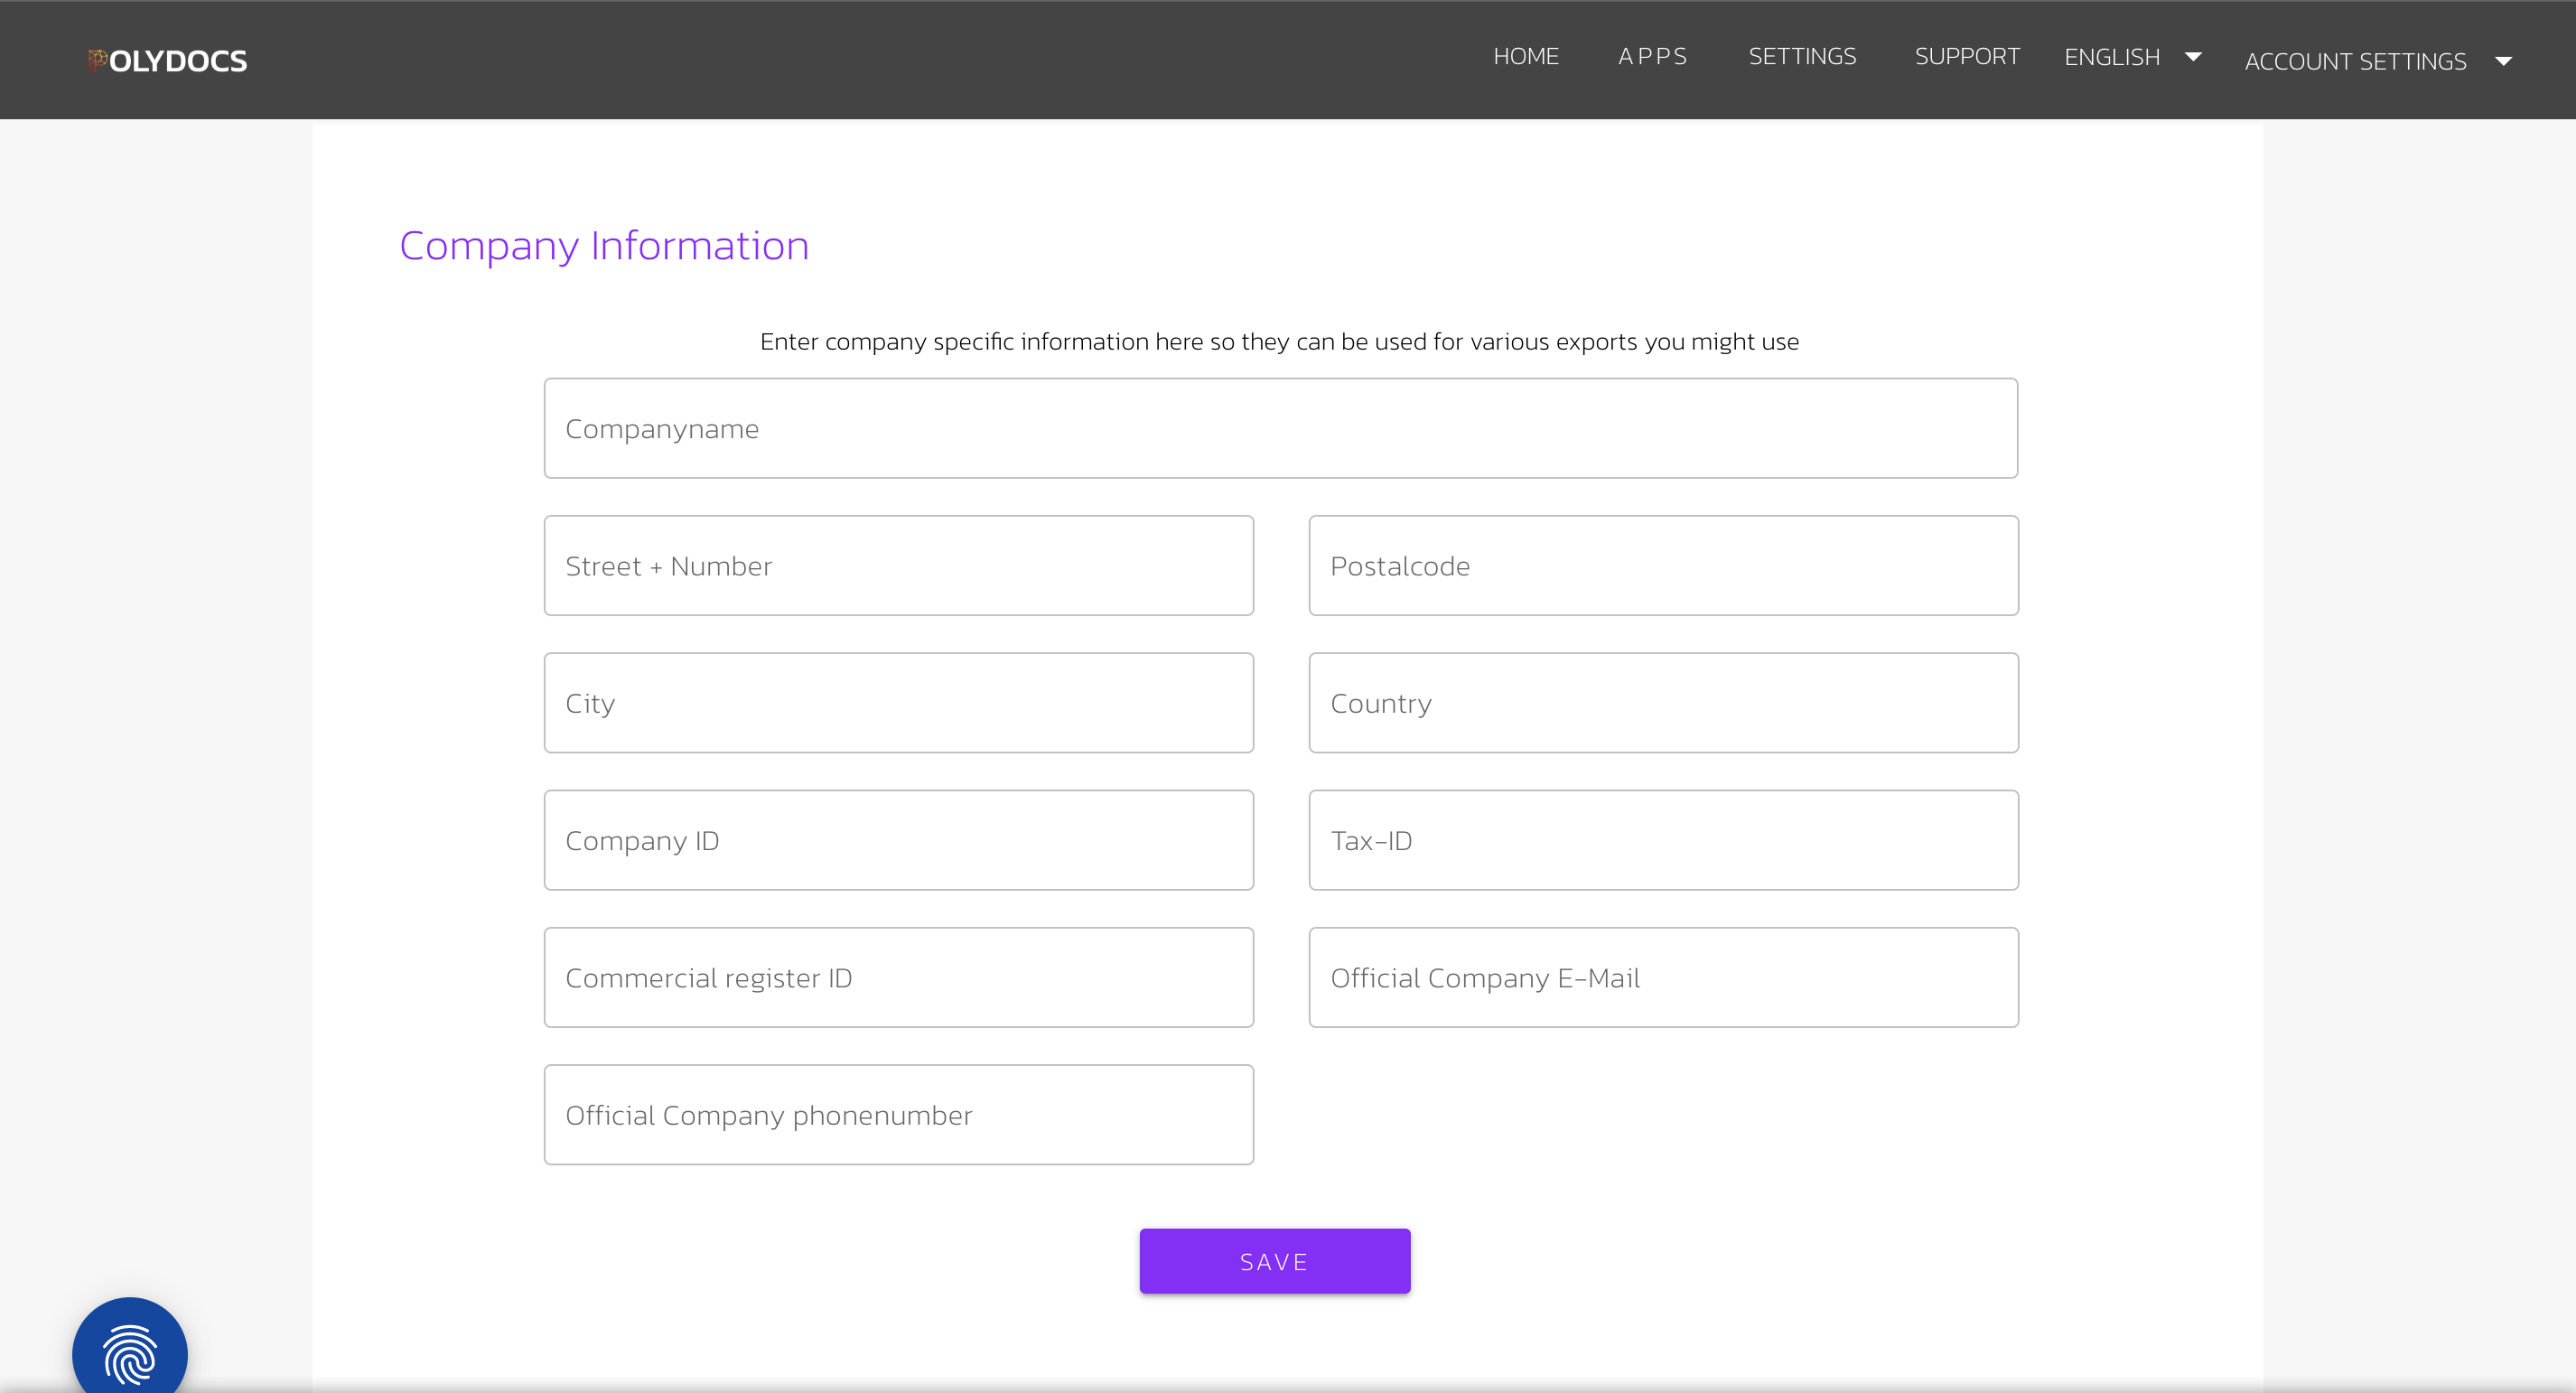 POLYDOCS
HOME APPS SETTINGS SUPPORT ENGLISH ACCOUNT SETTINGS
Company Information
Enter company specific information here so they can be used for various exports you might use
Companyname
Street + Number Postalcode
City Country
Company ID Tax-ID
Commercial register ID Official Company E-Mail
Official Company phonenumber
SAVE